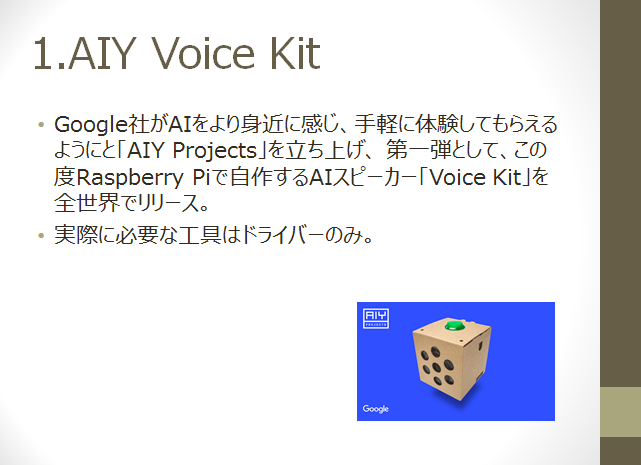 1.AIY Voice Kit
• Google社がAIをより身近に感じ、手軽に体験してもらえる
ようにと「AIY Projects」を立ち上げ、第一弾として、この
度Raspberry Piで自作するAIスピーカー「Voice Kit」を
全世界でリリース。
• 実際に必要な工具はドライバーのみ。
AIY
PROJECTS
Google